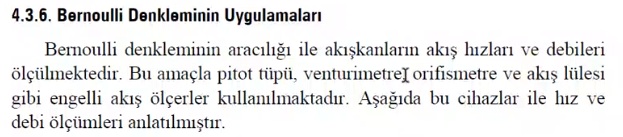 4.3.6. Bernoulli Denkleminin Uygulamaları
Bernoulli denkleminin aracılığı ile akışkanların akış hızları ve debileri
ölçülmektedir. Bu amaçla pitot tüpü, venturimetre, orifismetre ve akış lülesi
gibi engelli akış ölçerler kullanılmaktadır. Aşağıda bu cihazlar ile hız ve
debi ölçümleri anlatılmıştır.